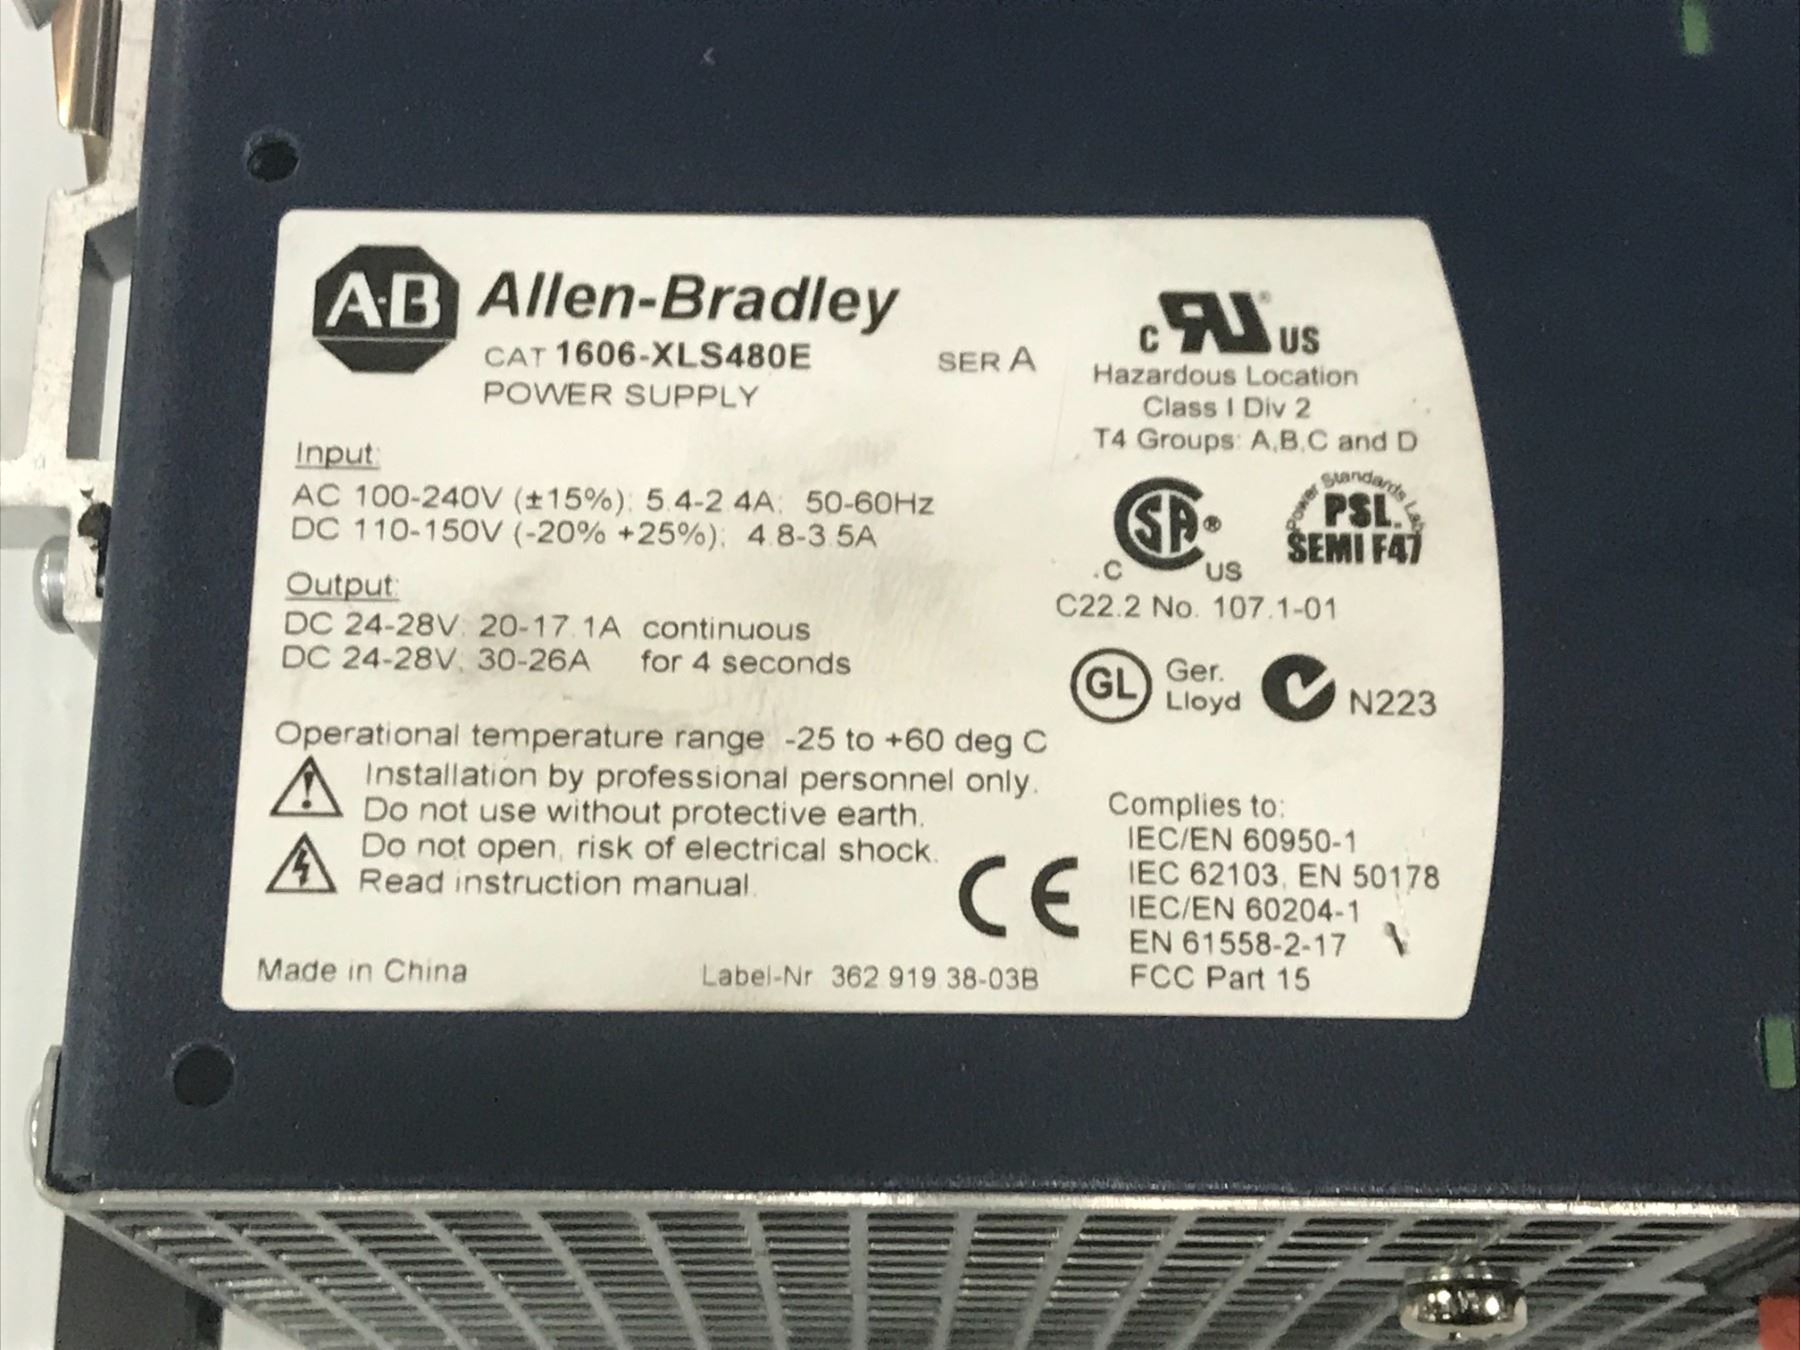 A-B Allen-Bradley
CAT 1606-XLS480E SER A
POWER SUPPLY
Input:
AC 100-240V (±15%); 5.4-2.4A; 50-60Hz
DC 110-150V (-20% +25%); 4.8-3.5A
Output:
DC 24-28V; 20-17.1A continuous
DC 24-28V; 30-26A for 4 seconds
Operational temperature range -25 to +60 deg C
Installation by professional personnel only.
Do not use without protective earth.
Do not open, risk of electrical shock.
Read instruction manual.
Made in China
Label-Nr 362.919.38-03B
C RU® US
Hazardous Location
Class I Div 2
T4 Groups: A,B,C and D
C SA® US
C22.2 No. 107.1-01
Power Standards Lab
PSL
SEMI F47
GL Ger.
Lloyd
N223
CE
Complies to:
IEC/EN 60950-1
IEC 62103, EN 50178
IEC/EN 60204-1
EN 61558-2-17
FCC Part 15